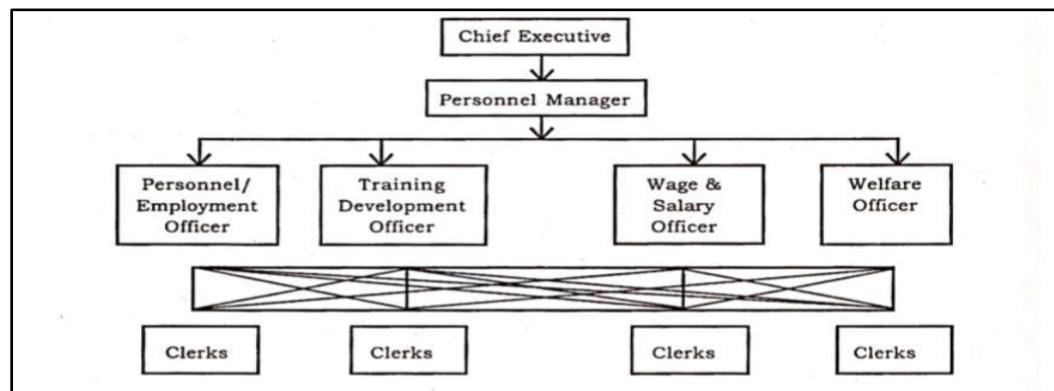 Chief Executive
Personnel Manager
Personnel/
Employment
Officer
Training
Development
Officer
Wage &
Salary
Officer
Welfare
Officer
Clerks
Clerks
Clerks
Clerks